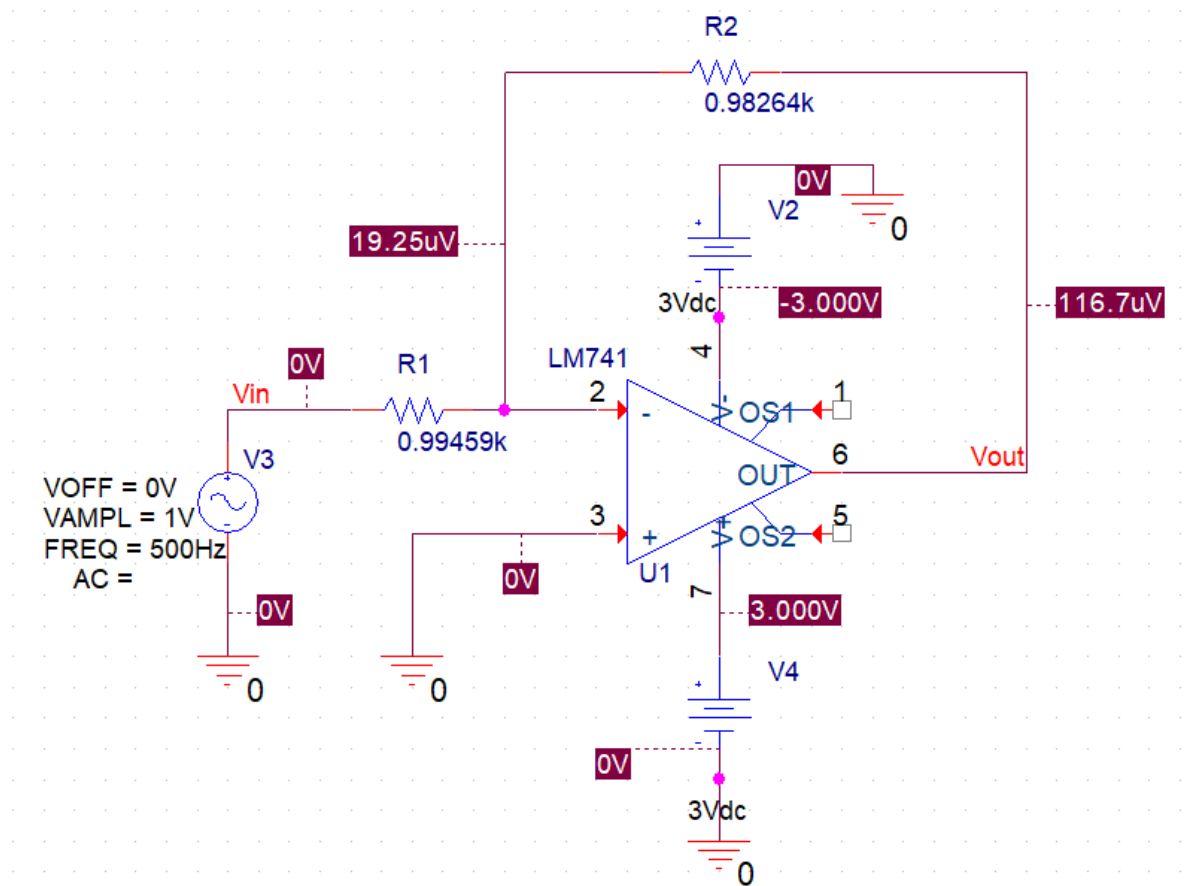 R2
0.98264k
0V
V2
0
19.25uV
3Vdc
-3.000V
116.7uV
4
LM741
0V
R1
Vin
2
-
V-
OS1
1
0.99459k
V3
OUT
6
Vout
VOFF = 0V
VAMPL = 1V
FREQ = 500Hz
AC =
3
+
V+
OS2
5
U1
0V
7
0V
3.000V
0
0
V4
0V
3Vdc
0